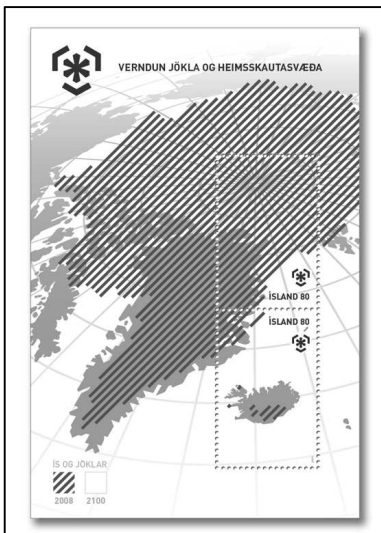 VERNDUN JÖKLA OG HEIMSSKAUTASVÆÐA
ÍSLAND 80
ÍSLAND 80
ÍS OG JÖKLAR
2008 2100